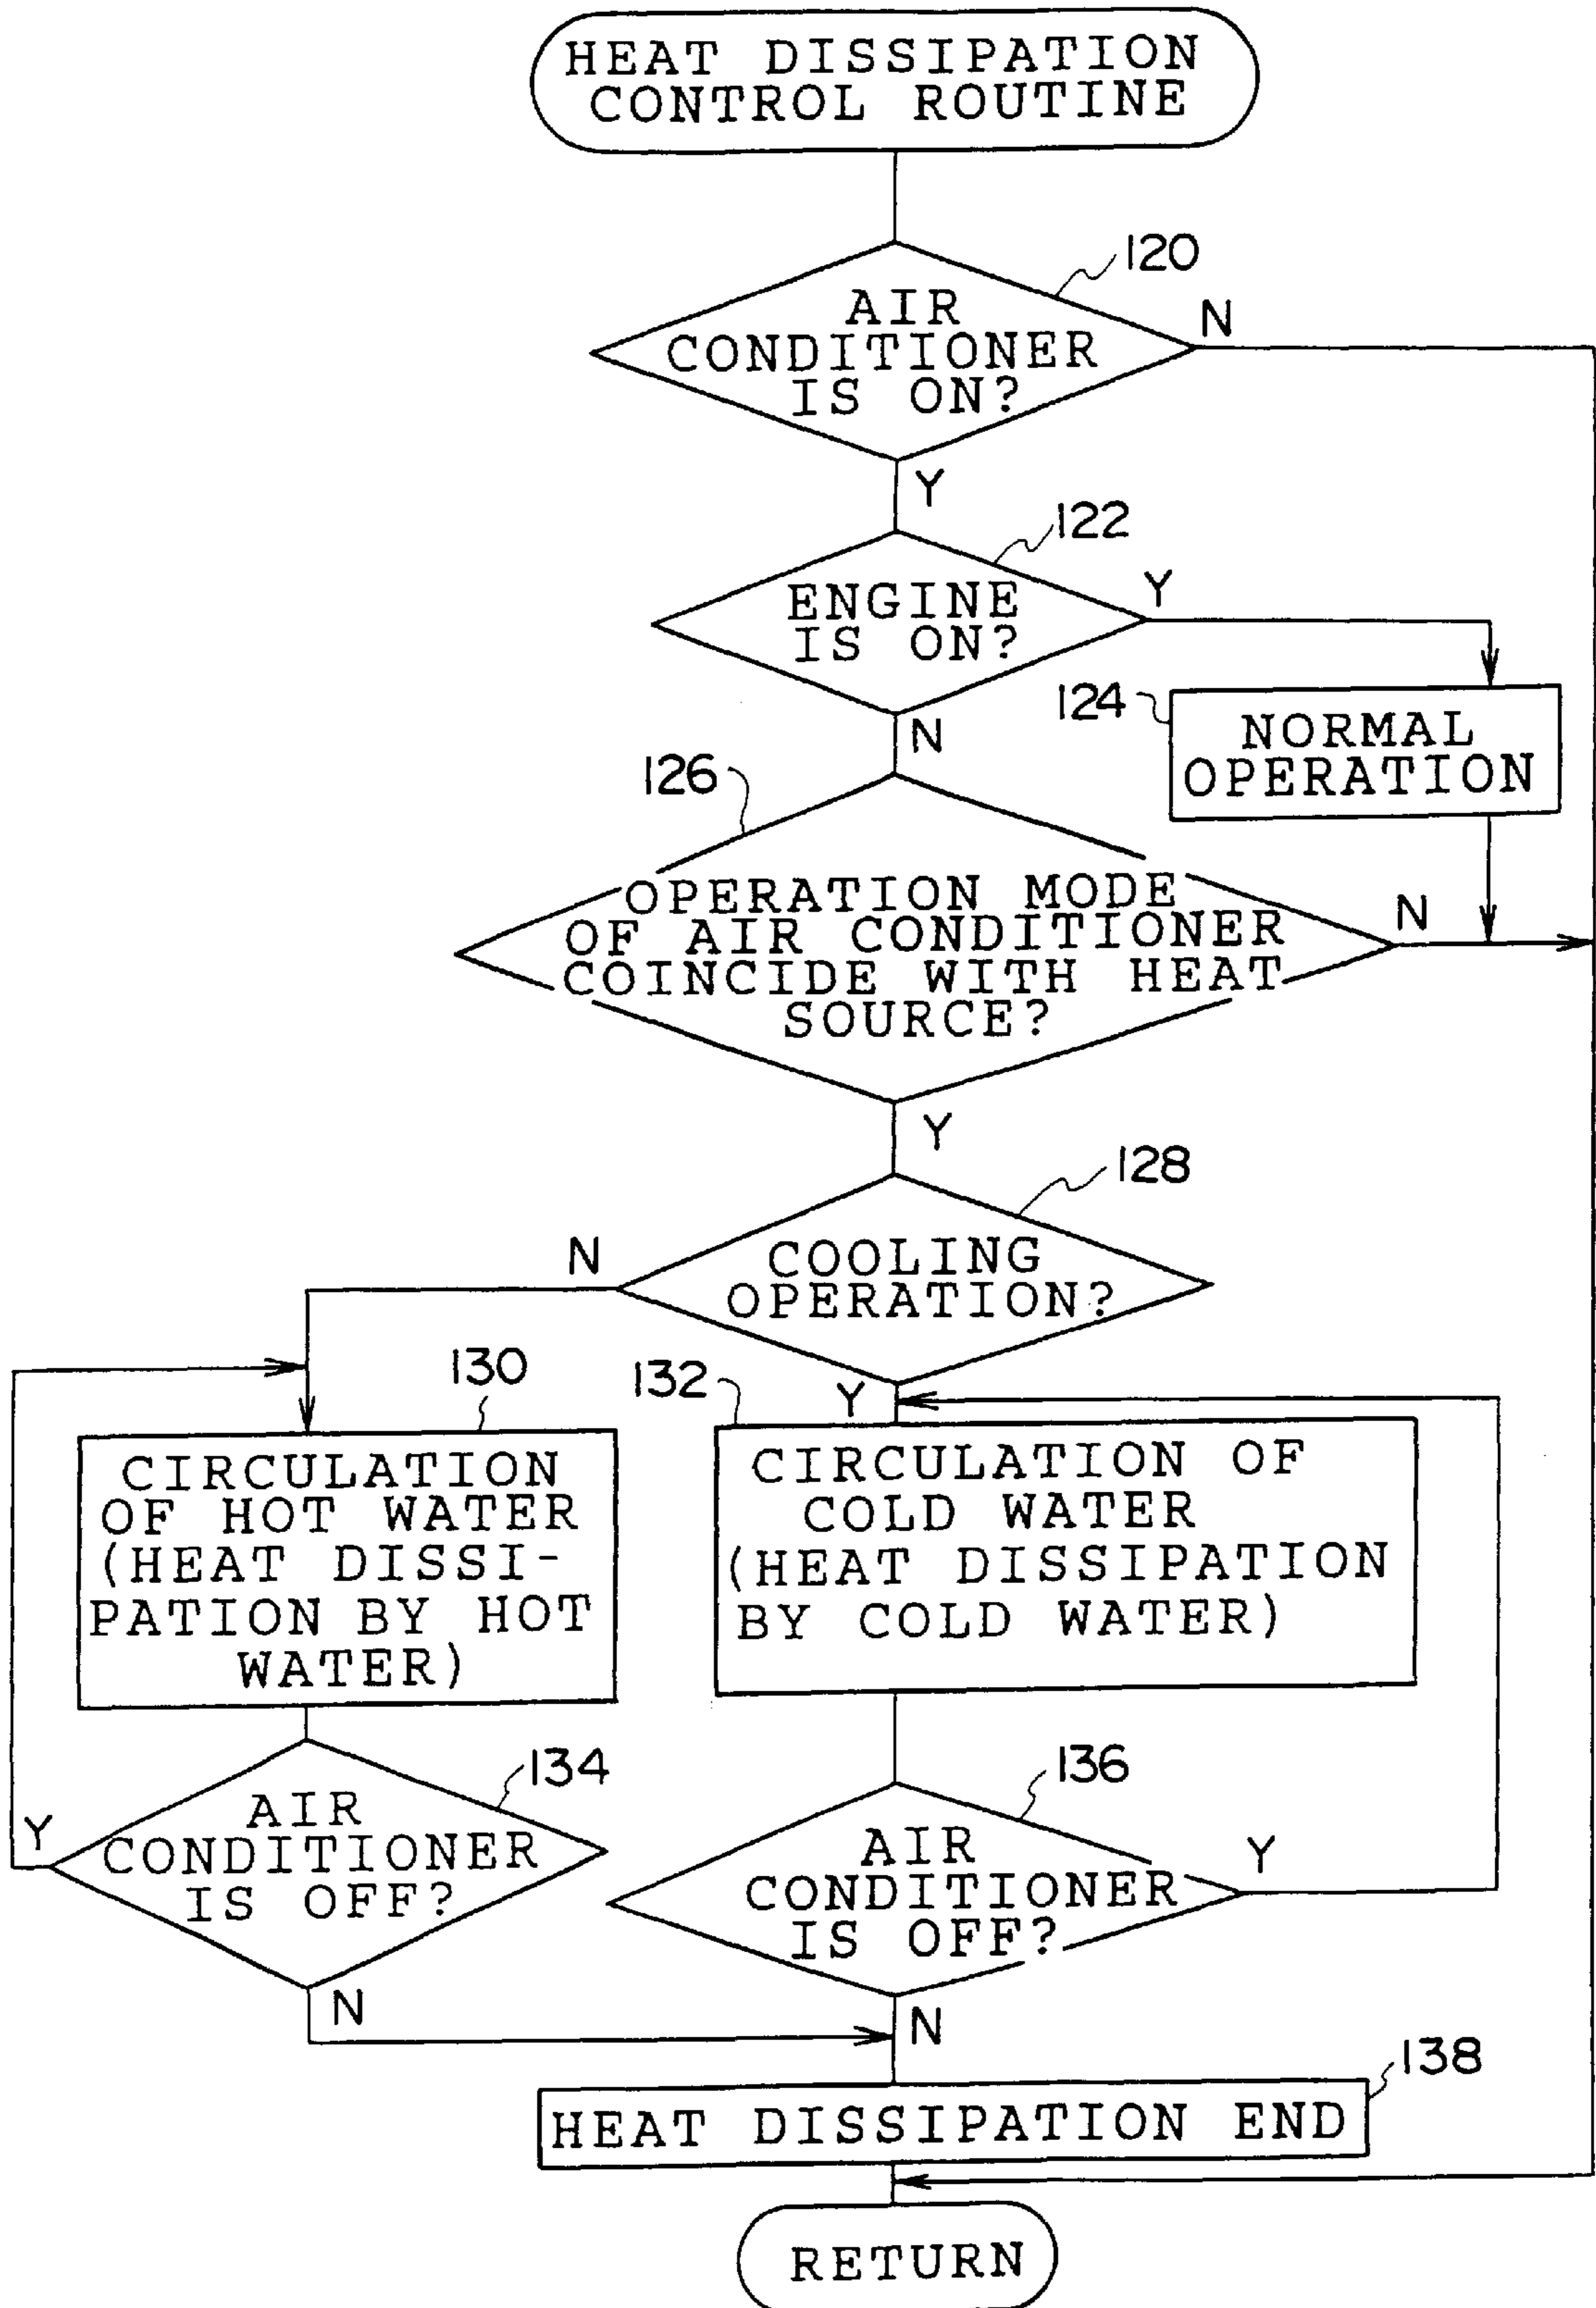 HEAT DISSIPATION
CONTROL ROUTINE
120
AIR
CONDITIONER
IS ON?
N
Y
122
ENGINE
IS ON?
Y
124
NORMAL
OPERATION
N
126
OPERATION MODE
OF AIR CONDITIONER
COINCIDE WITH HEAT
SOURCE?
N
Y
128
COOLING
OPERATION?
N
Y
130
CIRCULATION
OF HOT WATER
(HEAT DISSI-
PATION BY HOT
WATER)
132
CIRCULATION OF
COLD WATER
(HEAT DISSIPATION
BY COLD WATER)
134
AIR
CONDITIONER
IS OFF?
Y
N
136
AIR
CONDITIONER
IS OFF?
Y
N
138
HEAT DISSIPATION END
RETURN